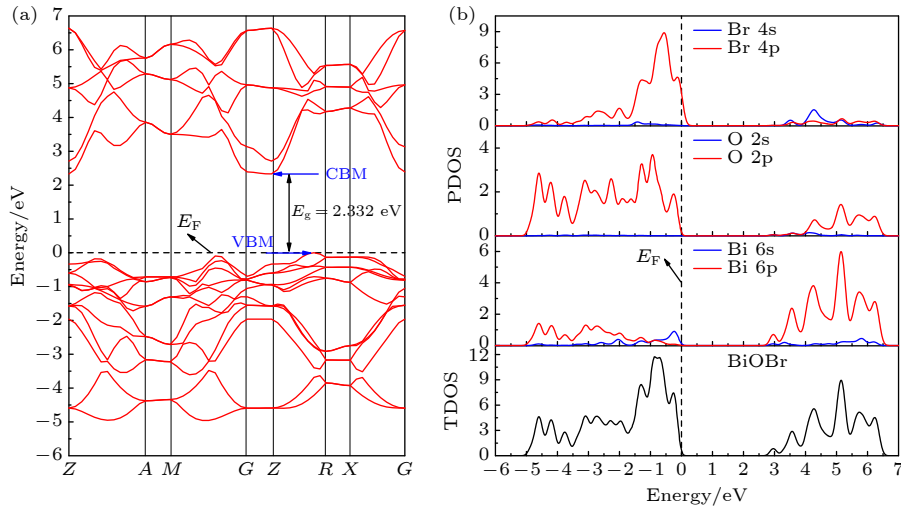 (a)
7
6
5
4
3
2
1
0
−1
−2
−3
−4
−5
−6
Energy/eV
CBM
E_g = 2.332 eV
E_F
VBM
Z A M G Z R X G
(b)
9
6
3
0
Br 4s
Br 4p
4
2
0
O 2s
O 2p
PDOS
6
4
2
0
Bi 6s
Bi 6p
E_F
12
9
6
3
0
TDOS
BiOBr
−6 −5 −4 −3 −2 −1 0 1 2 3 4 5 6 7
Energy/eV